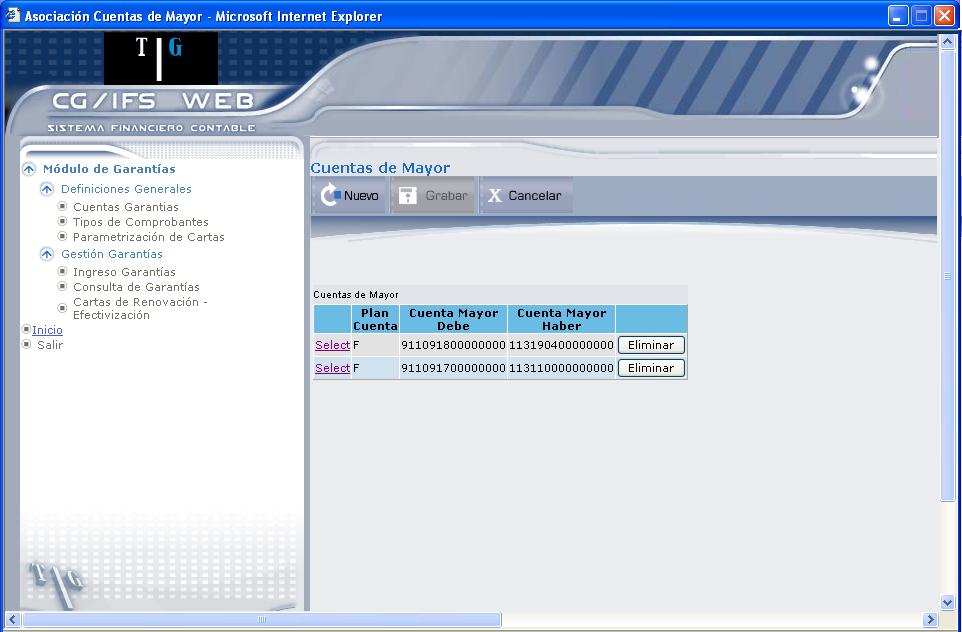 Asociación Cuentas de Mayor - Microsoft Internet Explorer
T G
CG/IFS WEB
SISTEMA FINANCIERO CONTABLE
Módulo de Garantías
Definiciones Generales
Cuentas Garantias
Tipos de Comprobantes
Parametrización de Cartas
Gestión Garantías
Ingreso Garantías
Consulta de Garantías
Cartas de Renovación -
Efectivización
Inicio
Salir
T G
Cuentas de Mayor
Nuevo Grabar X Cancelar
Cuentas de Mayor
Plan Cuenta Mayor Cuenta Mayor
Cuenta Debe Haber
Select F 911091800000000 113190400000000 Eliminar
Select F 911091700000000 113110000000000 Eliminar